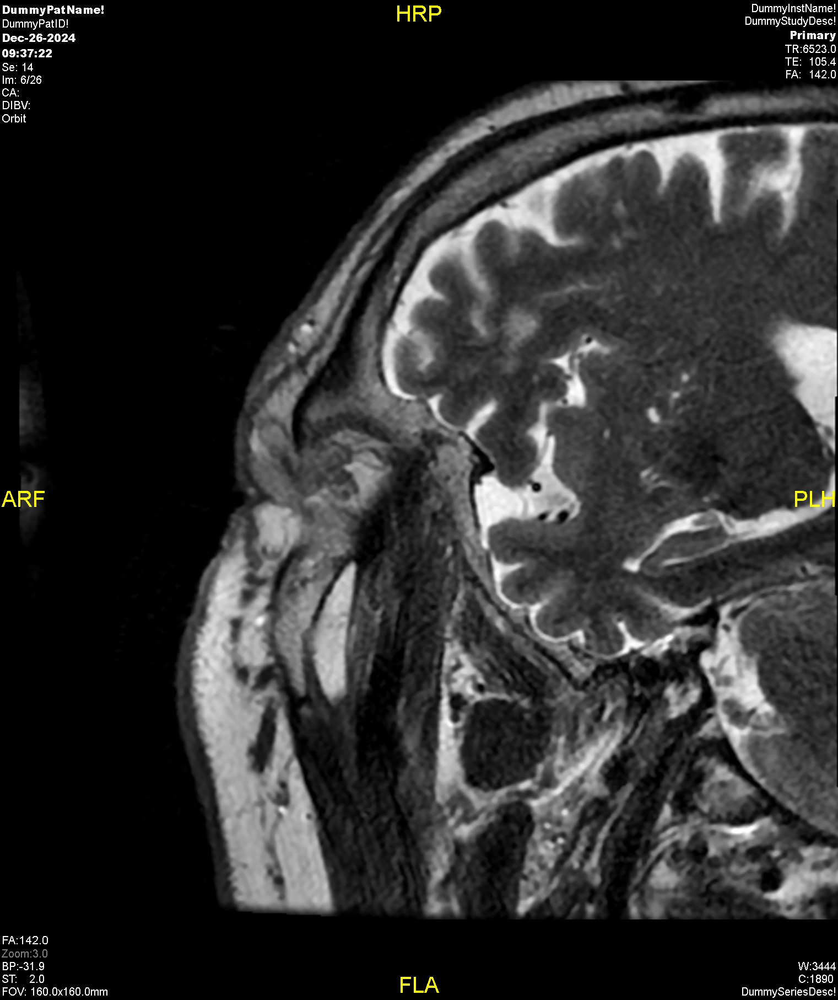 DummyPatName!
DummyPatID!
Dec-26-2024
09:37:22
Se: 14
Im: 6/26
CA:
DIBV:
Orbit
HRP
DummyInstName!
DummyStudyDesc!
Primary
TR:6523.0
TE: 105.4
FA: 142.0
ARF
PLH
FA:142.0
Zoom:3.0
BP:-31.9
ST: 2.0
FOV: 160.0x160.0mm
FLA
W:3444
C:1890
DummySeriesDesc!